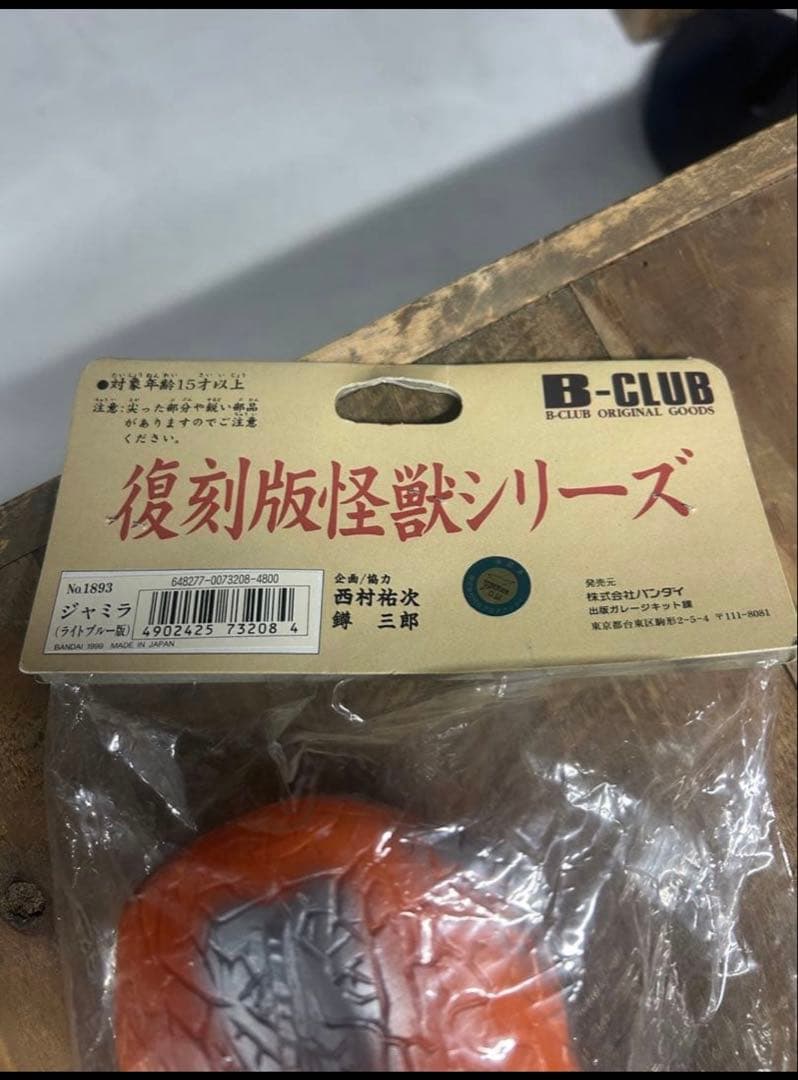 ●対象年齢15才以上
注意:尖った部分や鋭い部品
がありますのでご注意
ください。
B-CLUB
B-CLUB ORIGINAL GOODS
復刻版怪獣シリーズ
No.1893
ジャミラ
(ライトブルー版)
648277-0073208-4800
4902425 73208 4
BANDAI 1999 MADE IN JAPAN
企画/協力
西村祐次
鐏 三郎
発売元
株式会社バンダイ
出版ガレージキット課
東京都台東区駒形2-5-4 〒111-8081